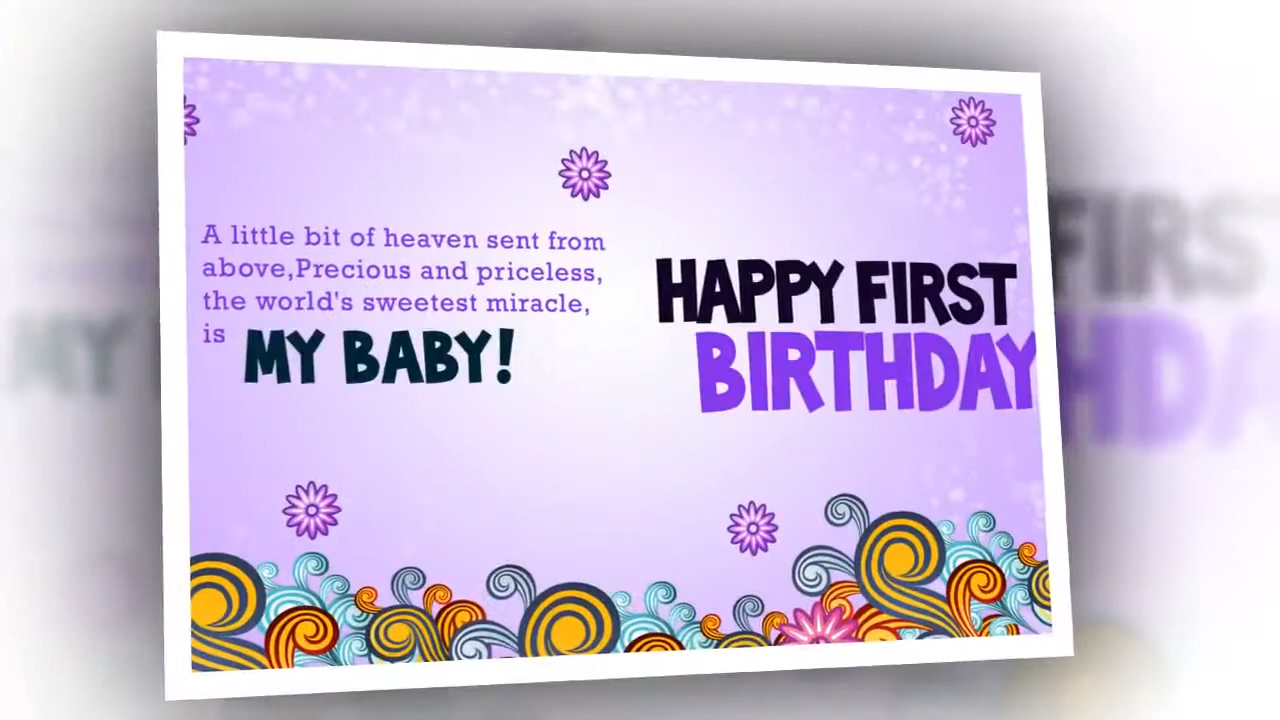 A little bit of heaven sent from
above,Precious and priceless,
the world's sweetest miracle,
is MY BABY!
HAPPY FIRST
BIRTHDAY